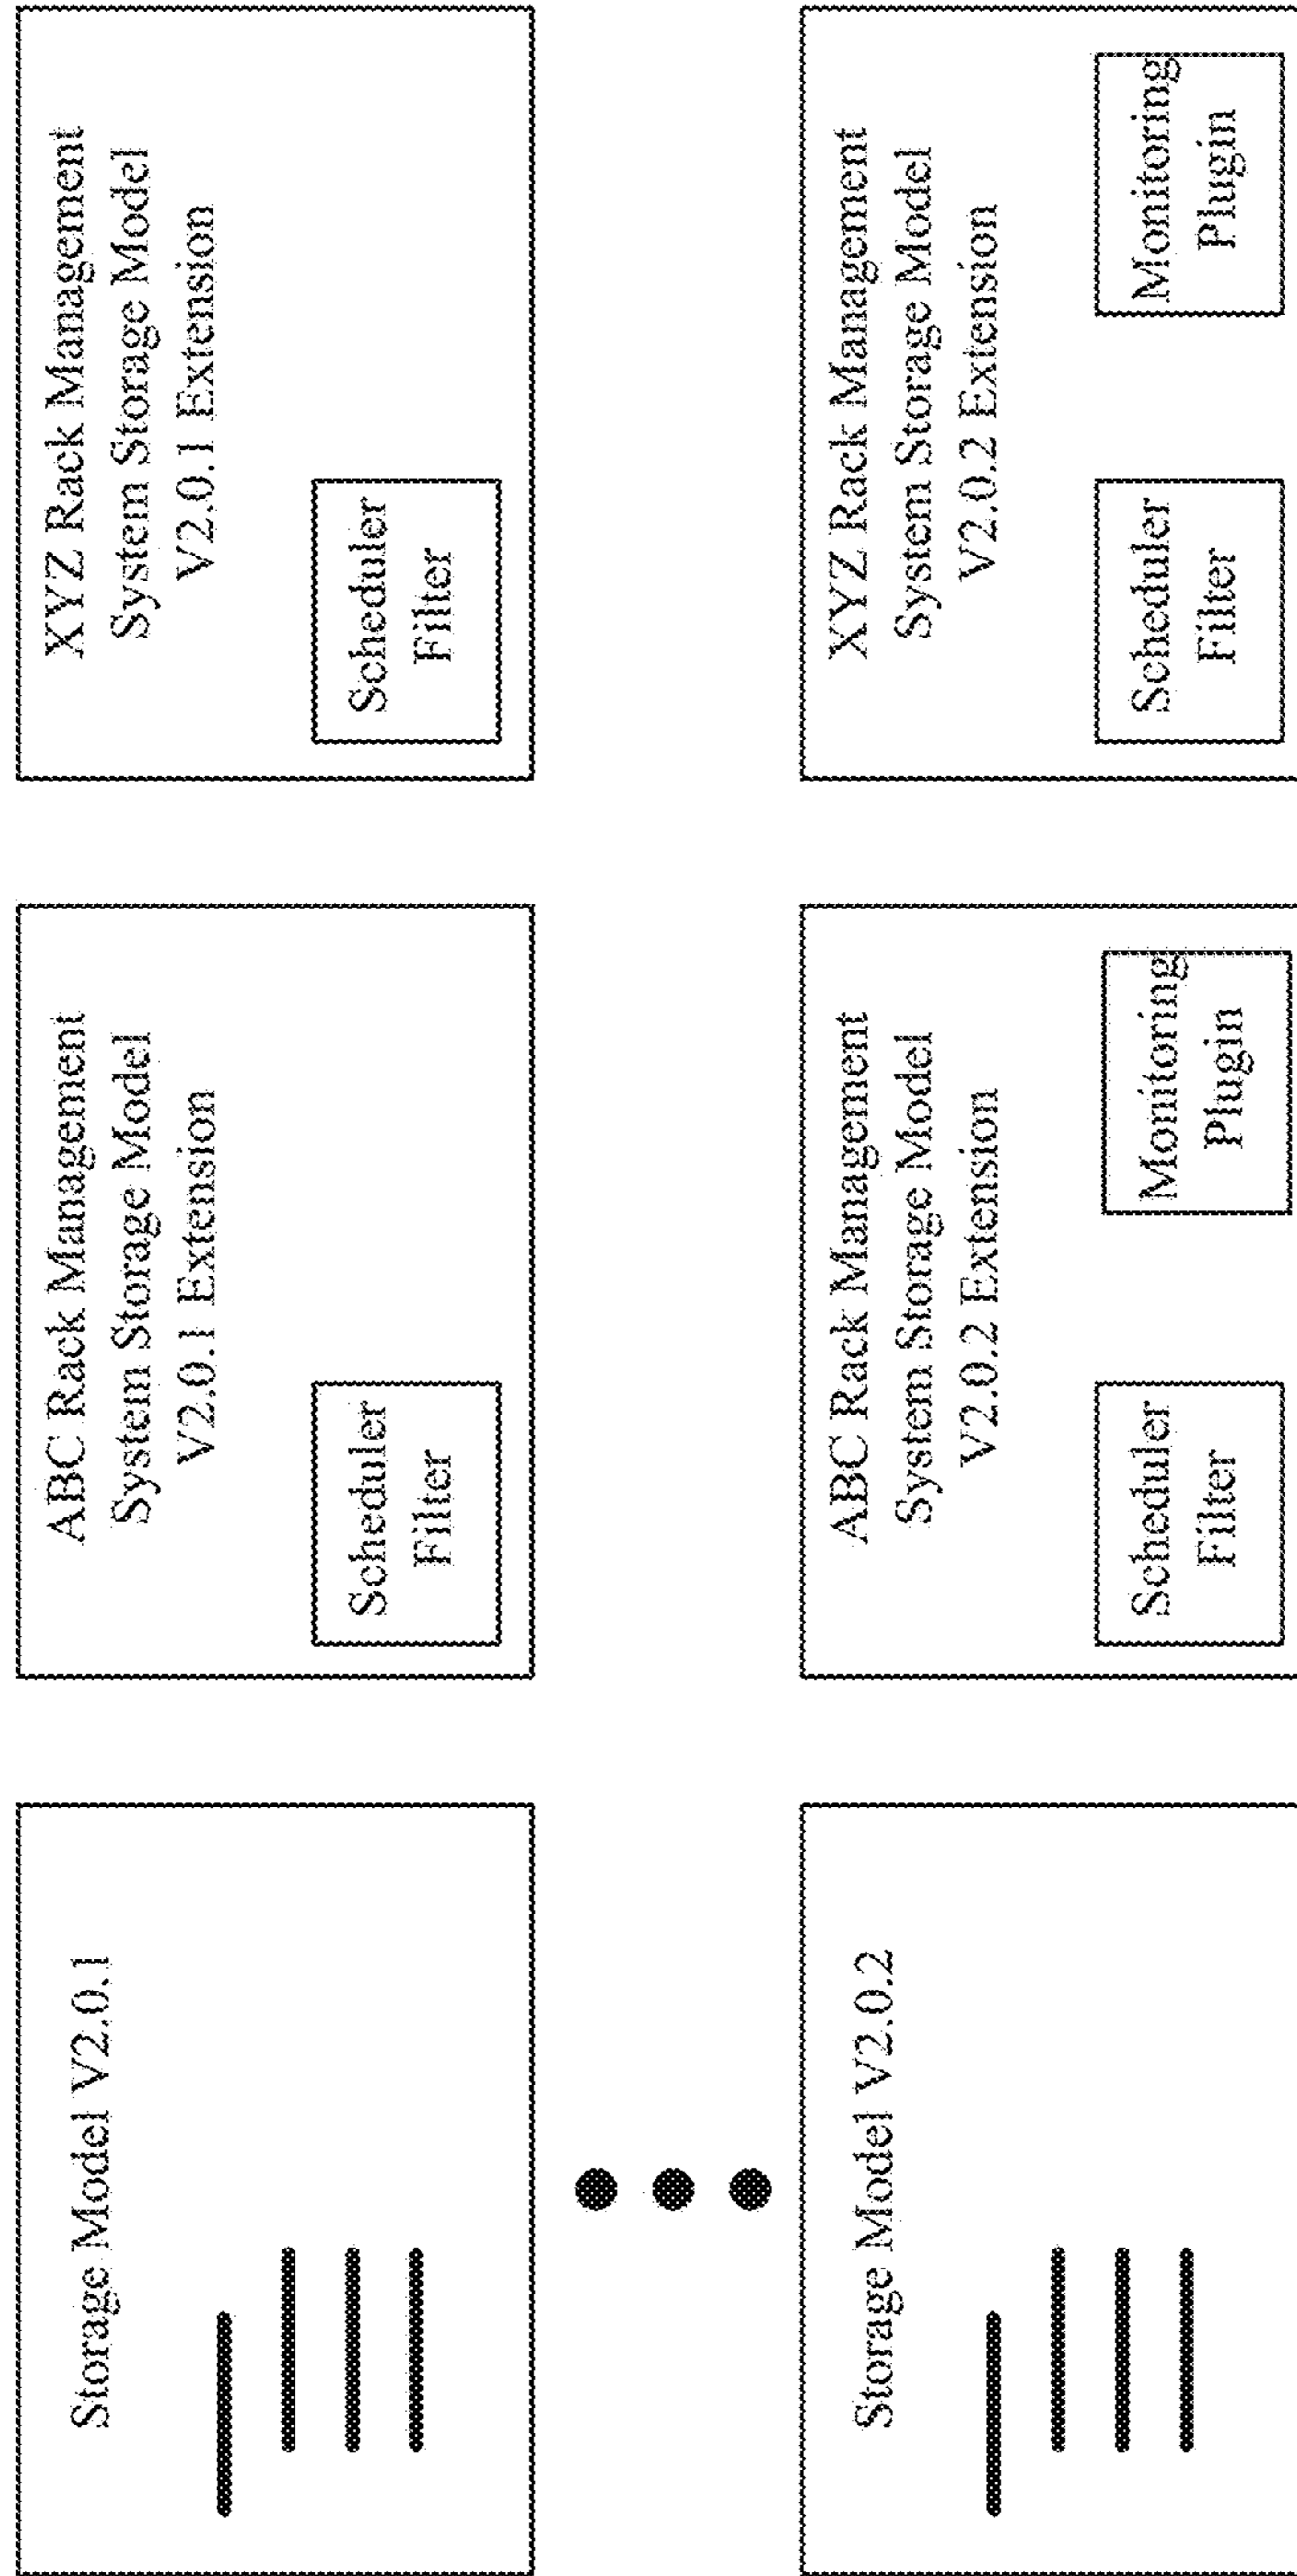 Storage Model V2.0.1
ABC Rack Management
System Storage Model
V2.0.1 Extension
Scheduler
Filter
XYZ Rack Management
System Storage Model
V2.0.1 Extension
Scheduler
Filter
Storage Model V2.0.2
ABC Rack Management
System Storage Model
V2.0.2 Extension
Scheduler
Filter
Monitoring
Plugin
XYZ Rack Management
System Storage Model
V2.0.2 Extension
Scheduler
Filter
Monitoring
Plugin